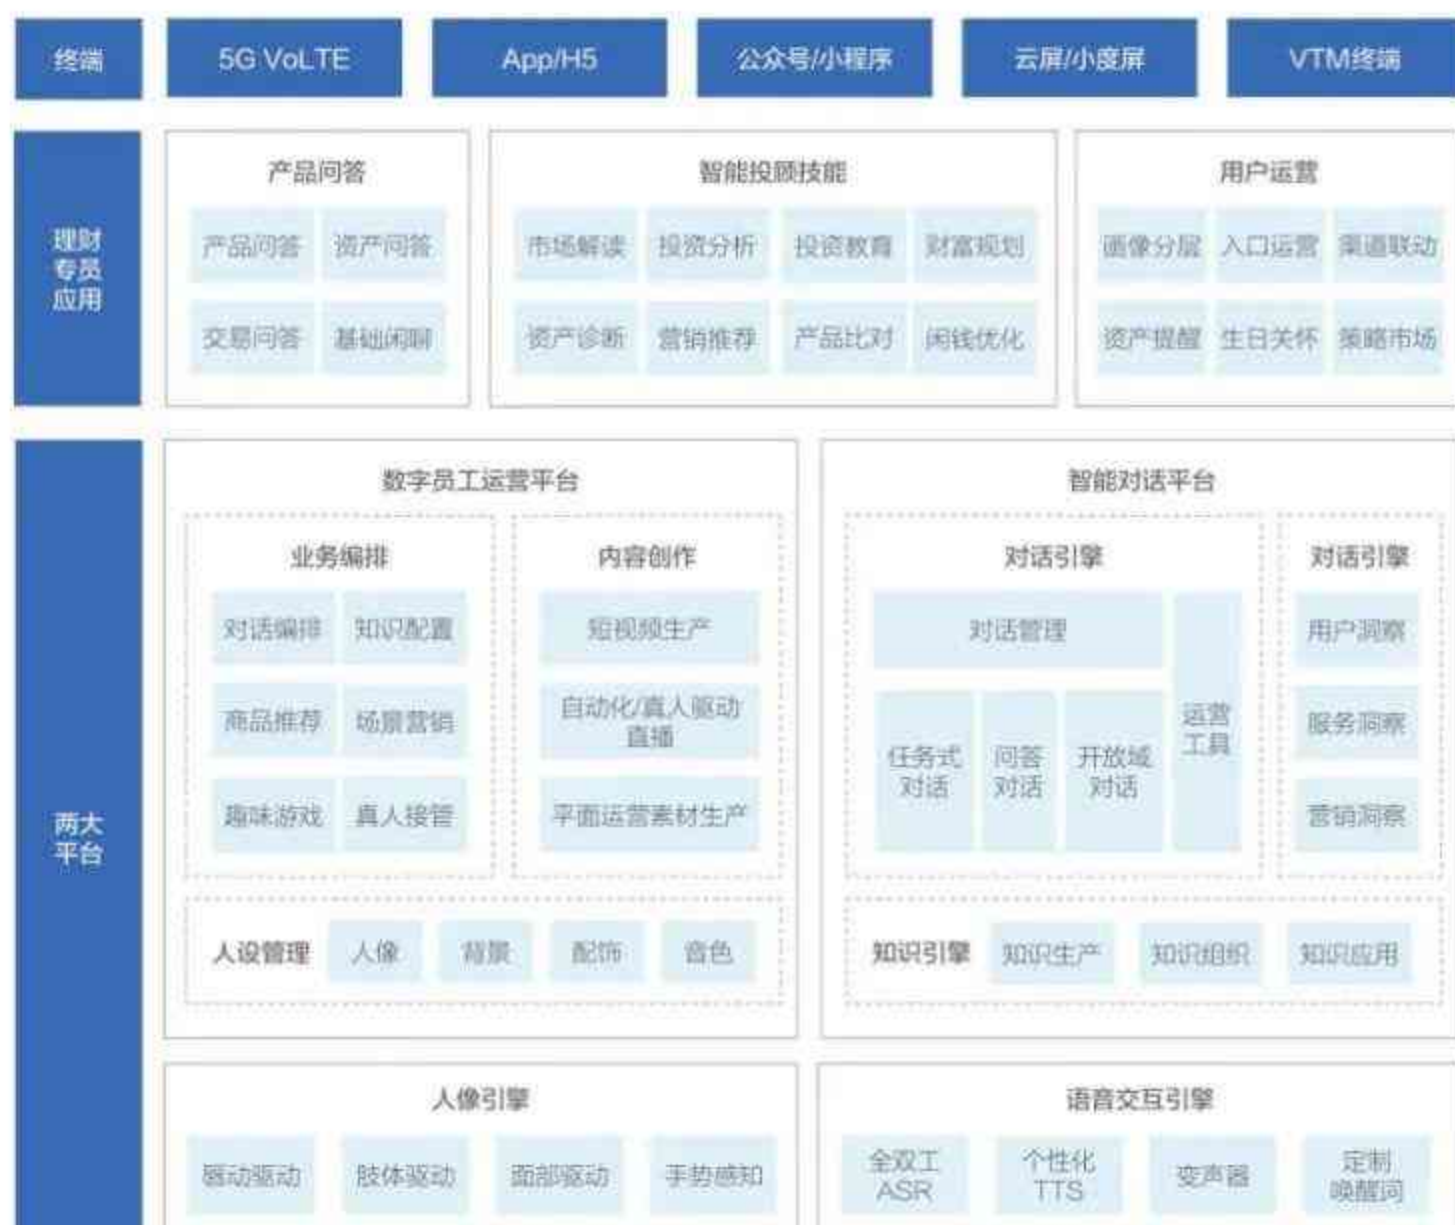 终端
5G VoLTE
App/H5
公众号/小程序
云屏/小度屏
VTM终端
理财
专员
应用
产品问答
产品问答
资产问答
交易问答
基础闲聊
智能投顾技能
市场解读
投资分析
投资教育
财富规划
资产诊断
营销推荐
产品比对
闲钱优化
用户运营
画像分层
入口运营
渠道联动
资产提醒
生日关怀
策略市场
两大
平台
数字员工运营平台
业务编排
对话编排
知识配置
商品推荐
场景营销
趣味游戏
真人接管
内容创作
短视频生产
自动化/真人驱动
直播
平面运营素材生产
人设管理
人像
背景
配饰
音色
智能对话平台
对话引擎
对话管理
任务式
对话
问答
对话
开放域
对话
运营
工具
对话引擎
用户洞察
服务洞察
营销洞察
知识引擎
知识生产
知识组织
知识应用
人像引擎
唇动驱动
肢体驱动
面部驱动
手势感知
语音交互引擎
全双工
ASR
个性化
TTS
变声器
定制
唤醒词